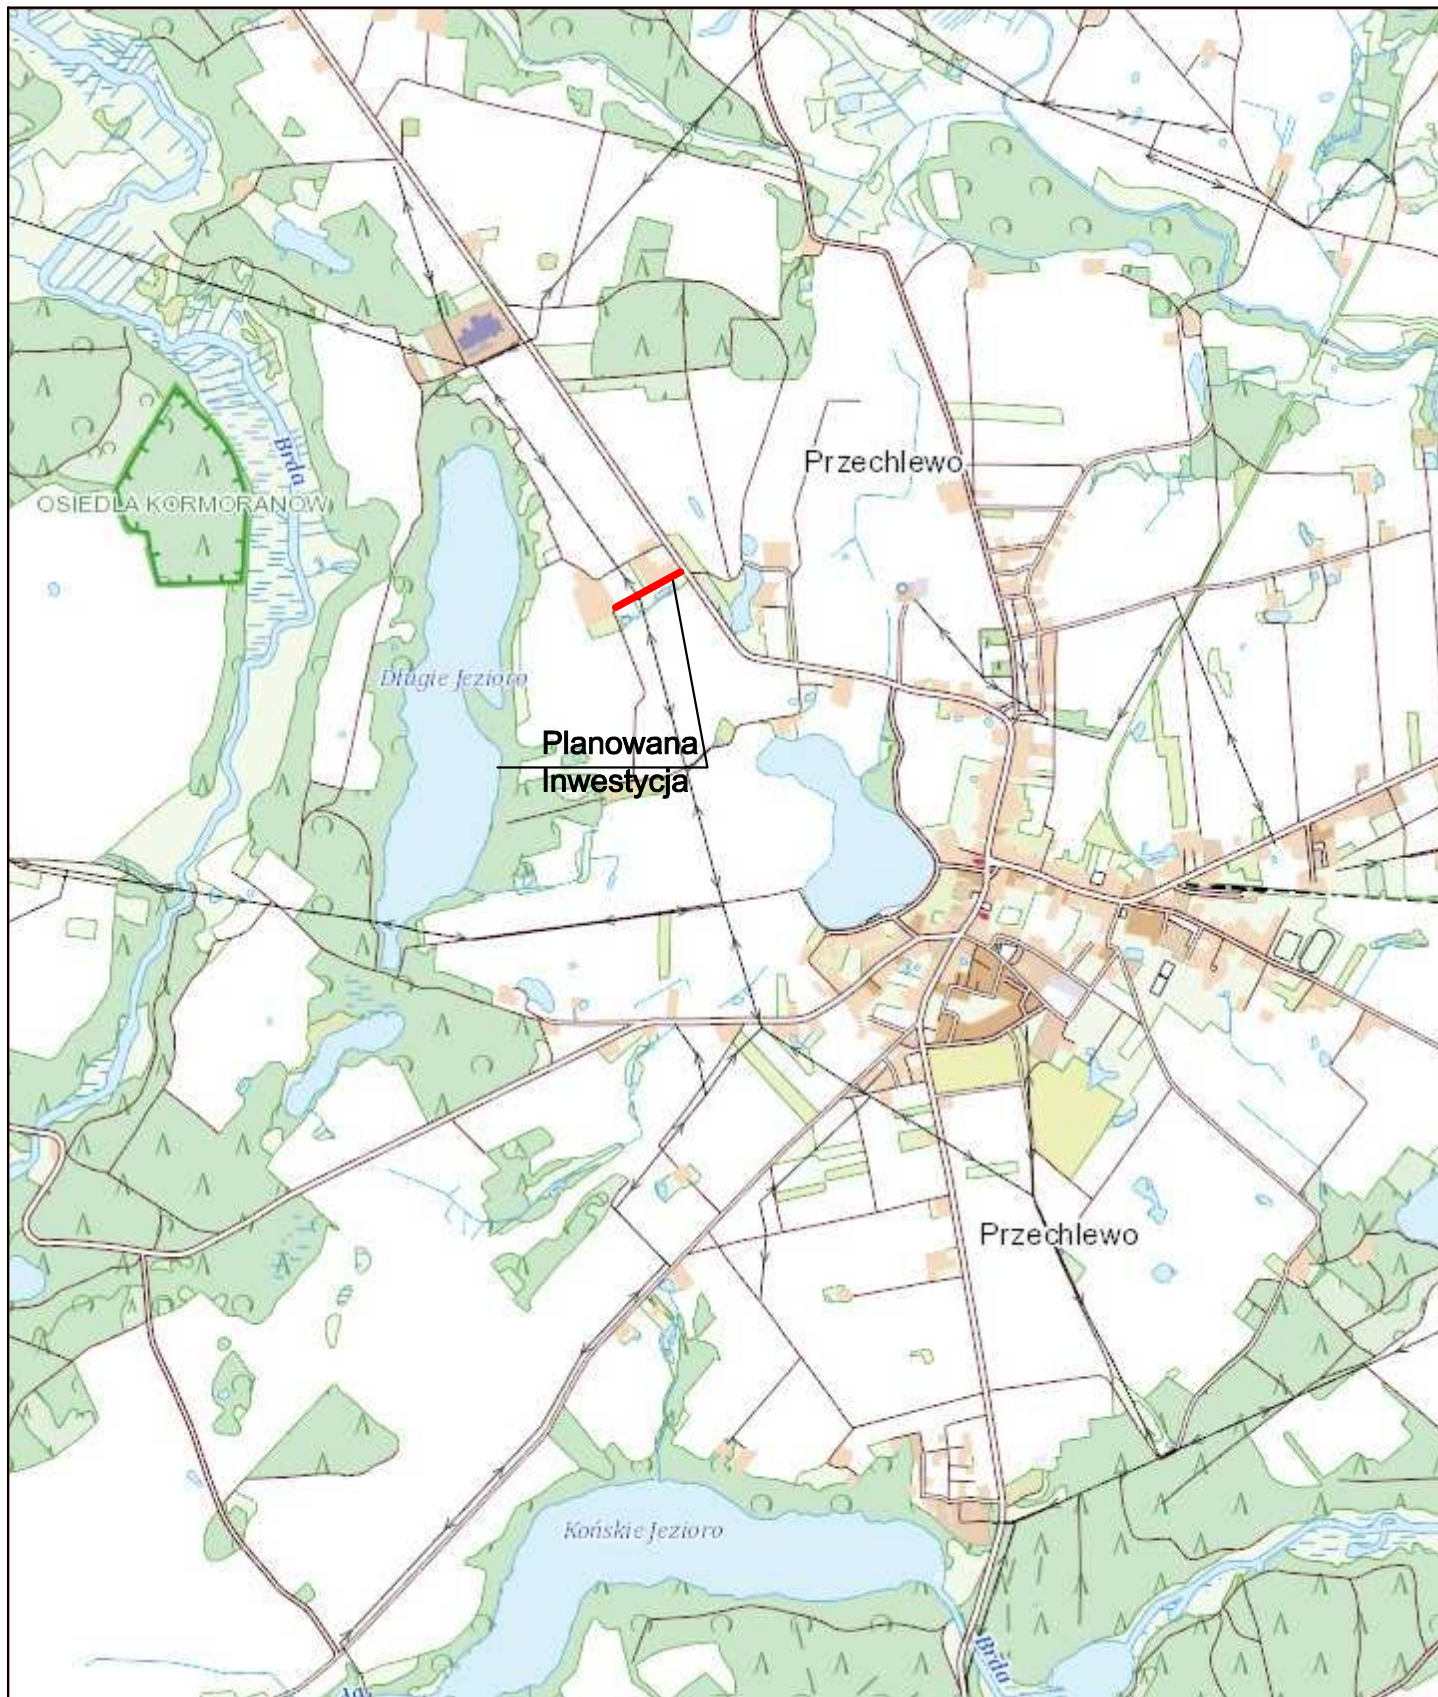 Przechlewo
Brda
OSIEDLA KORMORANÓW
Długie Jezioro
Planowana
Inwestycja
Przechlewo
Końskie Jezioro
Brda